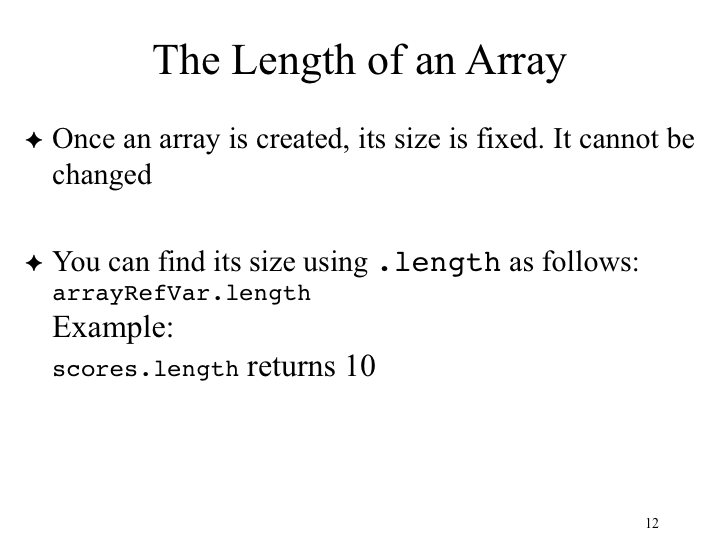 The Length of an Array
✦ Once an array is created, its size is fixed. It cannot be
changed
✦ You can find its size using .length as follows:
arrayRefVar.length
Example:
scores.length returns 10
12